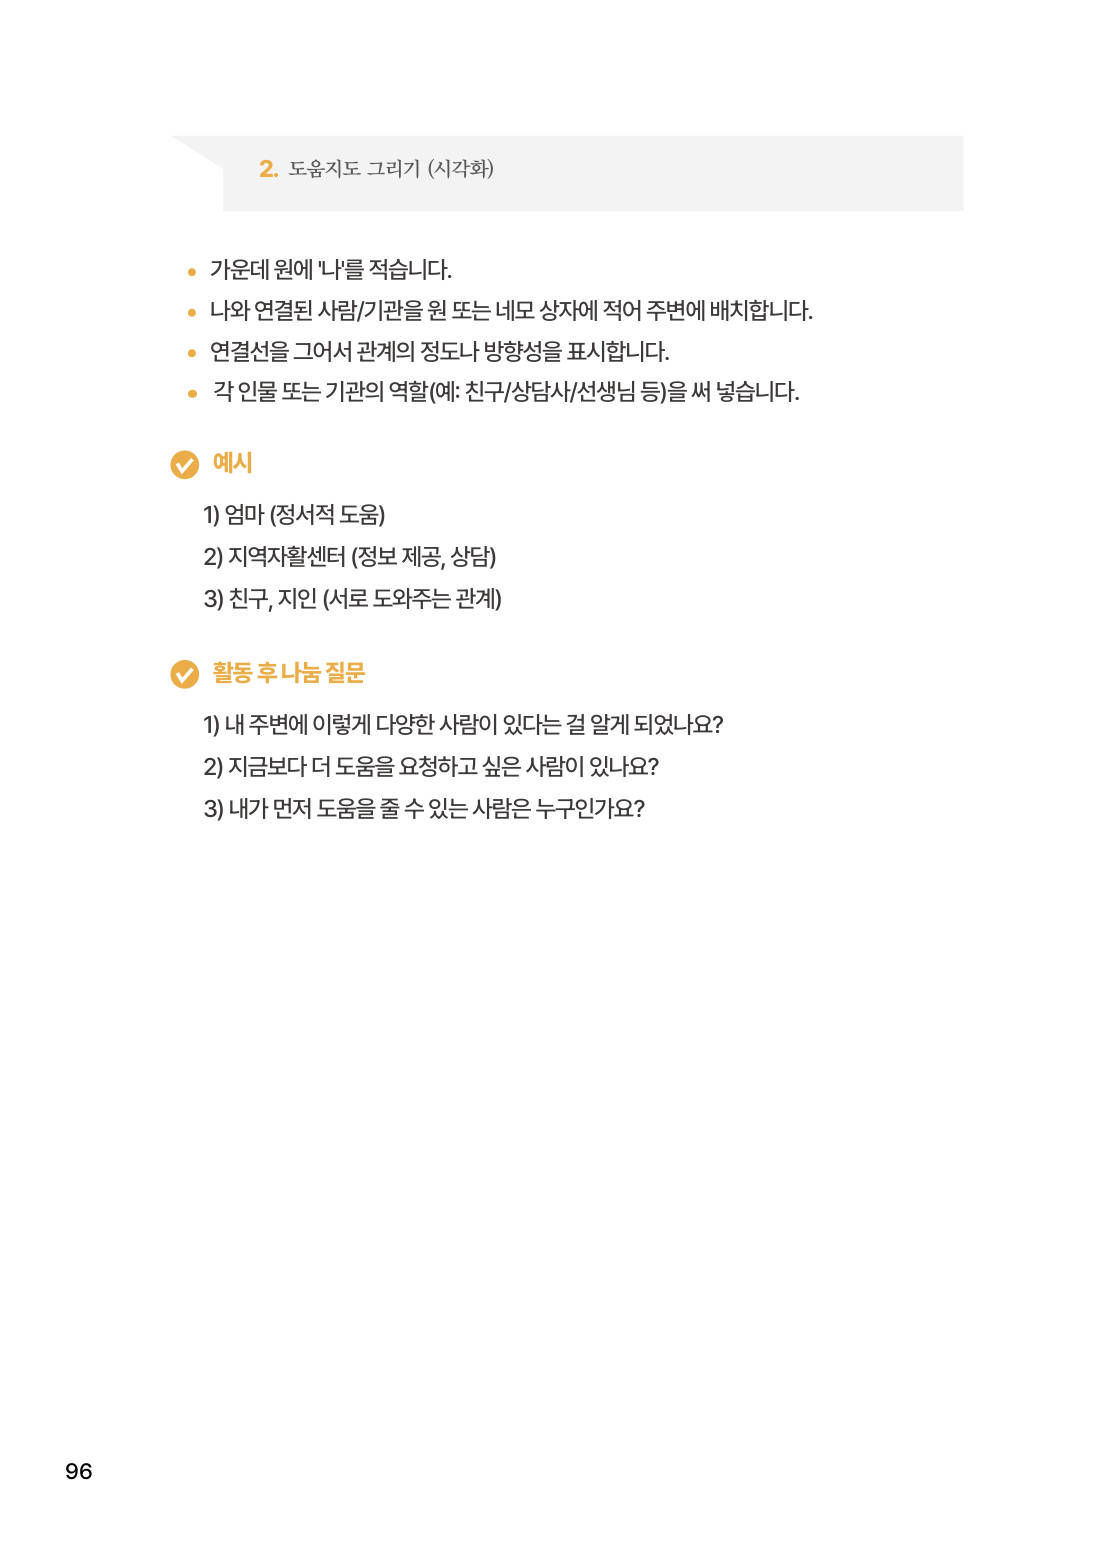 2. 도움지도 그리기 (시각화)
• 가운데 원에 '나'를 적습니다.
• 나와 연결된 사람/기관을 원 또는 네모 상자에 적어 주변에 배치합니다.
• 연결선을 그어서 관계의 정도나 방향성을 표시합니다.
• 각 인물 또는 기관의 역할(예: 친구/상담사/선생님 등)을 써 넣습니다.
예시
1) 엄마 (정서적 도움)
2) 지역자활센터 (정보 제공, 상담)
3) 친구, 지인 (서로 도와주는 관계)
활동 후 나눔 질문
1) 내 주변에 이렇게 다양한 사람이 있다는 걸 알게 되었나요?
2) 지금보다 더 도움을 요청하고 싶은 사람이 있나요?
3) 내가 먼저 도움을 줄 수 있는 사람은 누구인가요?
96